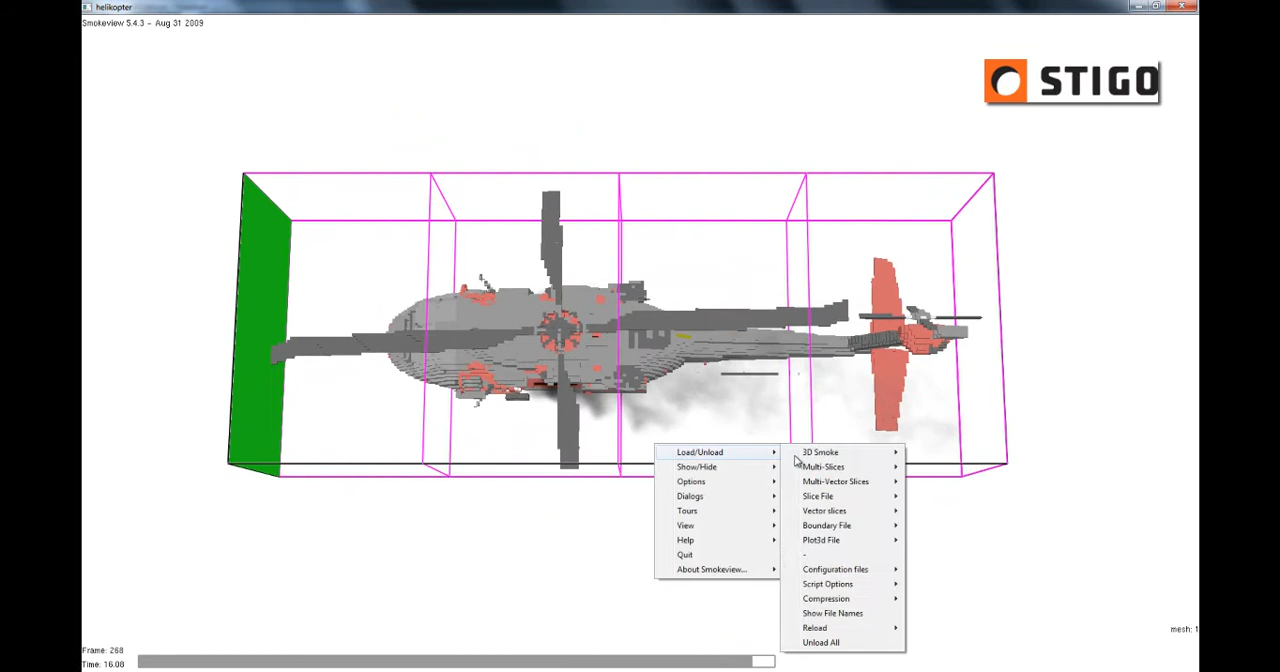 helikopter
Smokeview 5.4.3 - Aug 31 2009
STIGO
Load/Unload
Show/Hide
Options
Dialogs
Tours
View
Help
Quit
About Smokeview...
3D Smoke
Multi-Slices
Multi-Vector Slices
Slice File
Vector slices
Boundary File
Plot3d File
-
Configuration files
Script Options
Compression
Show File Names
Reload
Unload All
mesh: 1
Frame: 268
Time: 16.08